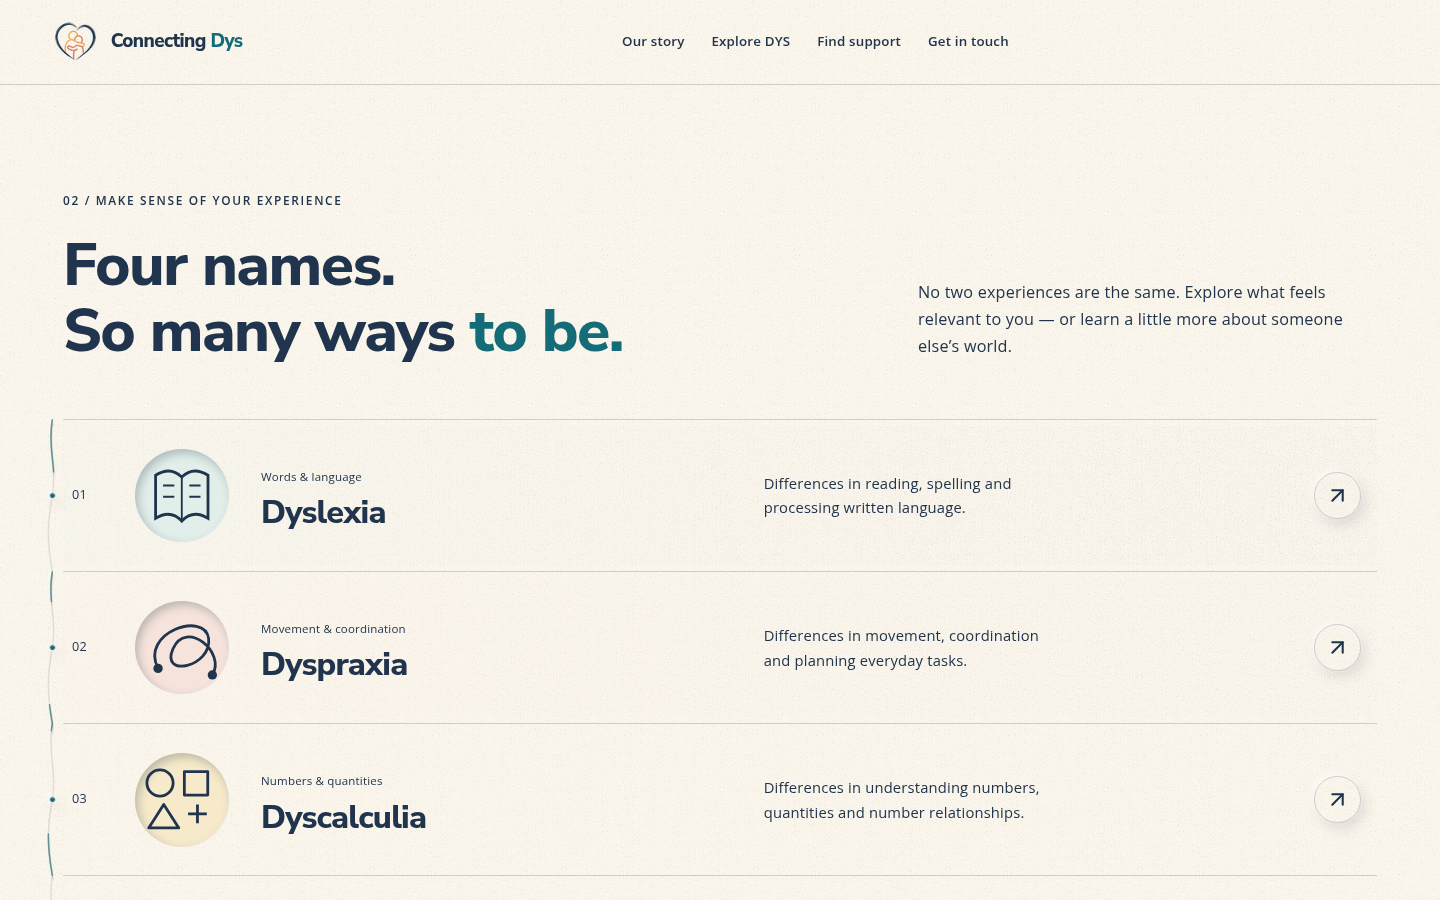 Connecting Dys
Our story
Explore DYS
Find support
Get in touch
02 / MAKE SENSE OF YOUR EXPERIENCE
Four names.
So many ways to be.
No two experiences are the same. Explore what feels
relevant to you — or learn a little more about someone
else’s world.
01
Words & language
Dyslexia
Differences in reading, spelling and
processing written language.
02
Movement & coordination
Dyspraxia
Differences in movement, coordination
and planning everyday tasks.
03
Numbers & quantities
Dyscalculia
Differences in understanding numbers,
quantities and number relationships.